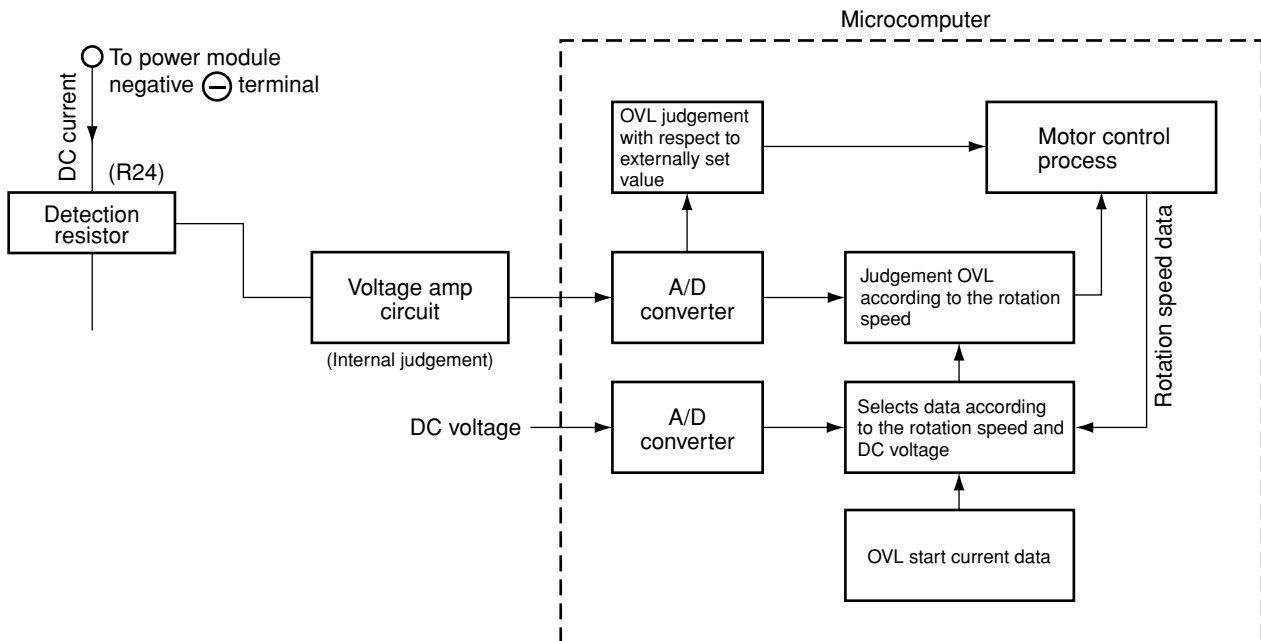 Microcomputer
To power module
negative ⊖ terminal
DC current
(R24)
Detection
resistor
Voltage amp
circuit
(Internal judgement)
OVL judgement
with respect to
externally set
value
Motor control
process
A/D
converter
Judgement OVL
according to the rotation
speed
Rotation speed data
DC voltage
A/D
converter
Selects data according
to the rotation speed and
DC voltage
OVL start current data